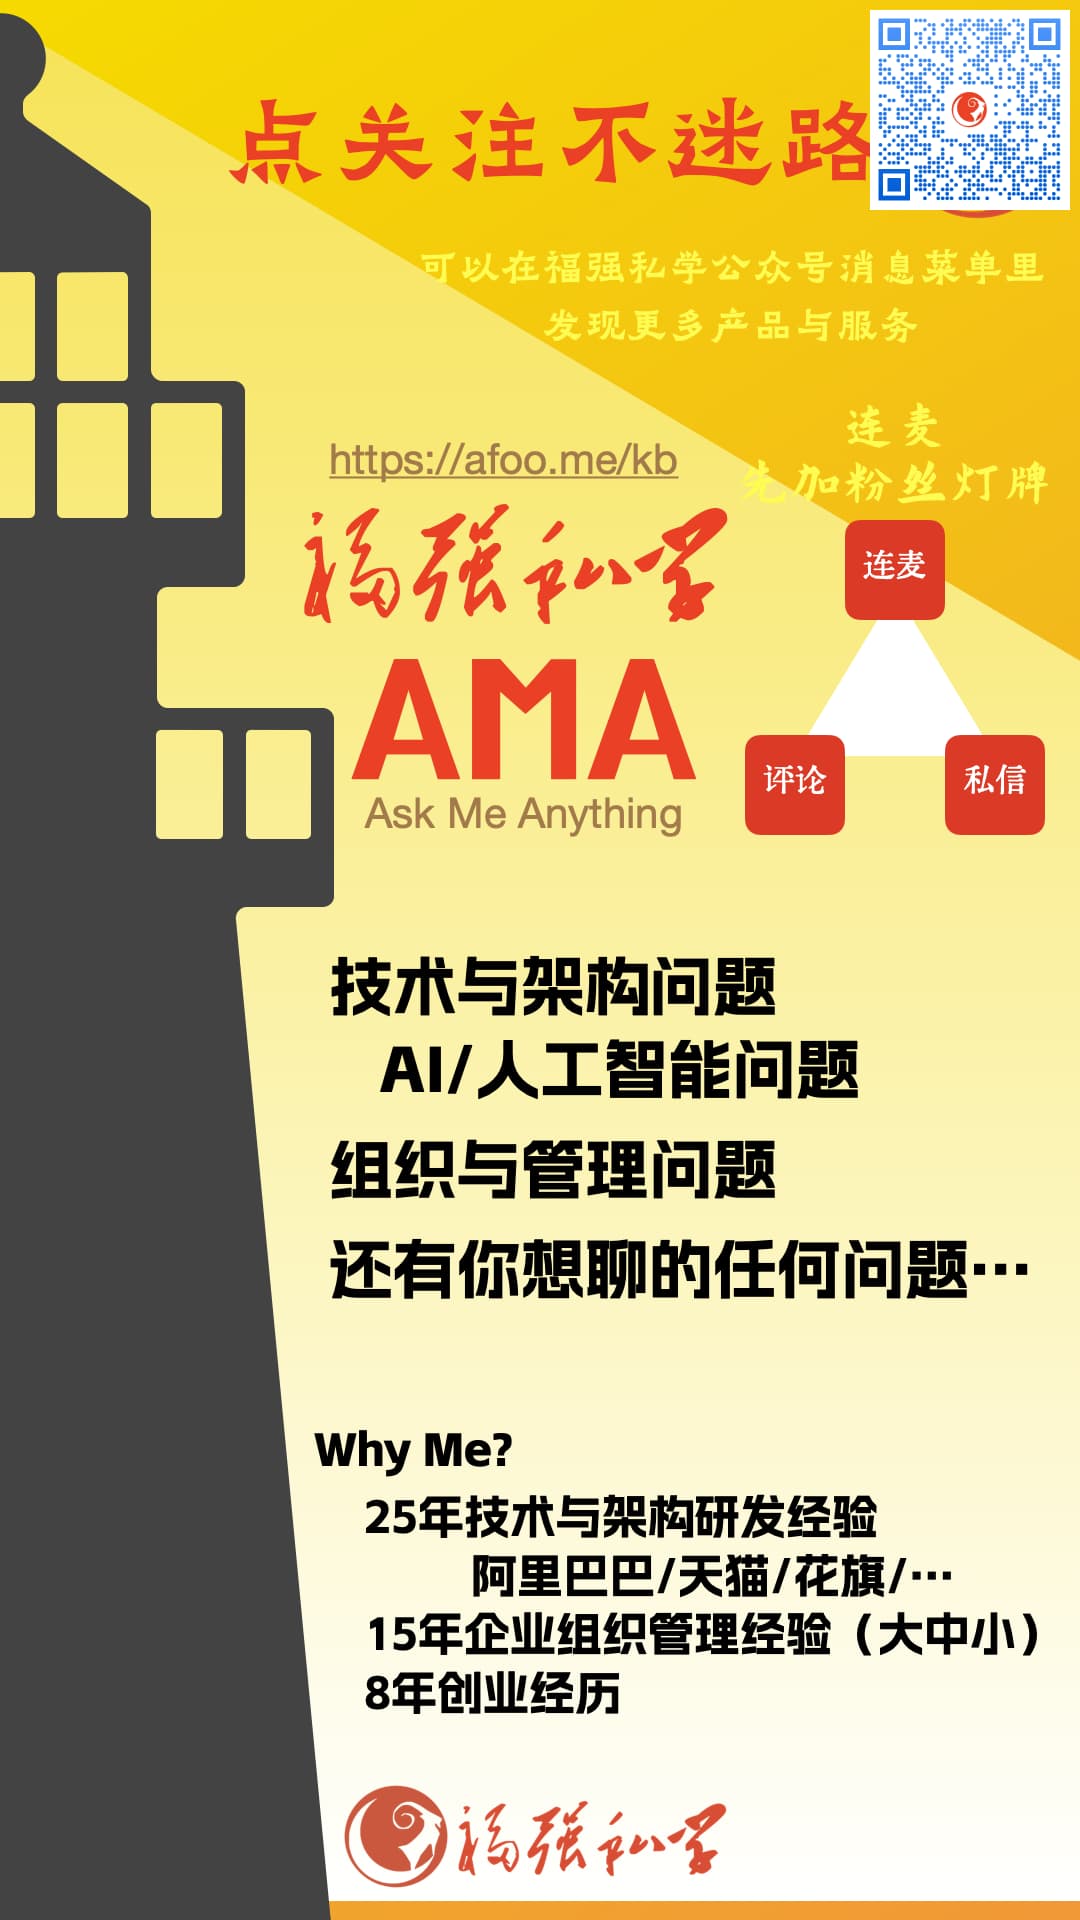 点关注不迷路
可以在福强私学公众号消息菜单里
发现更多产品与服务
连麦
先加粉丝灯牌
https://afoo.me/kb
福强私学
连麦
AMA
评论
私信
Ask Me Anything
技术与架构问题
AI/人工智能问题
组织与管理问题
还有你想聊的任何问题…
Why Me?
25年技术与架构研发经验
阿里巴巴/天猫/花旗/…
15年企业组织管理经验（大中小）
8年创业经历
福强私学